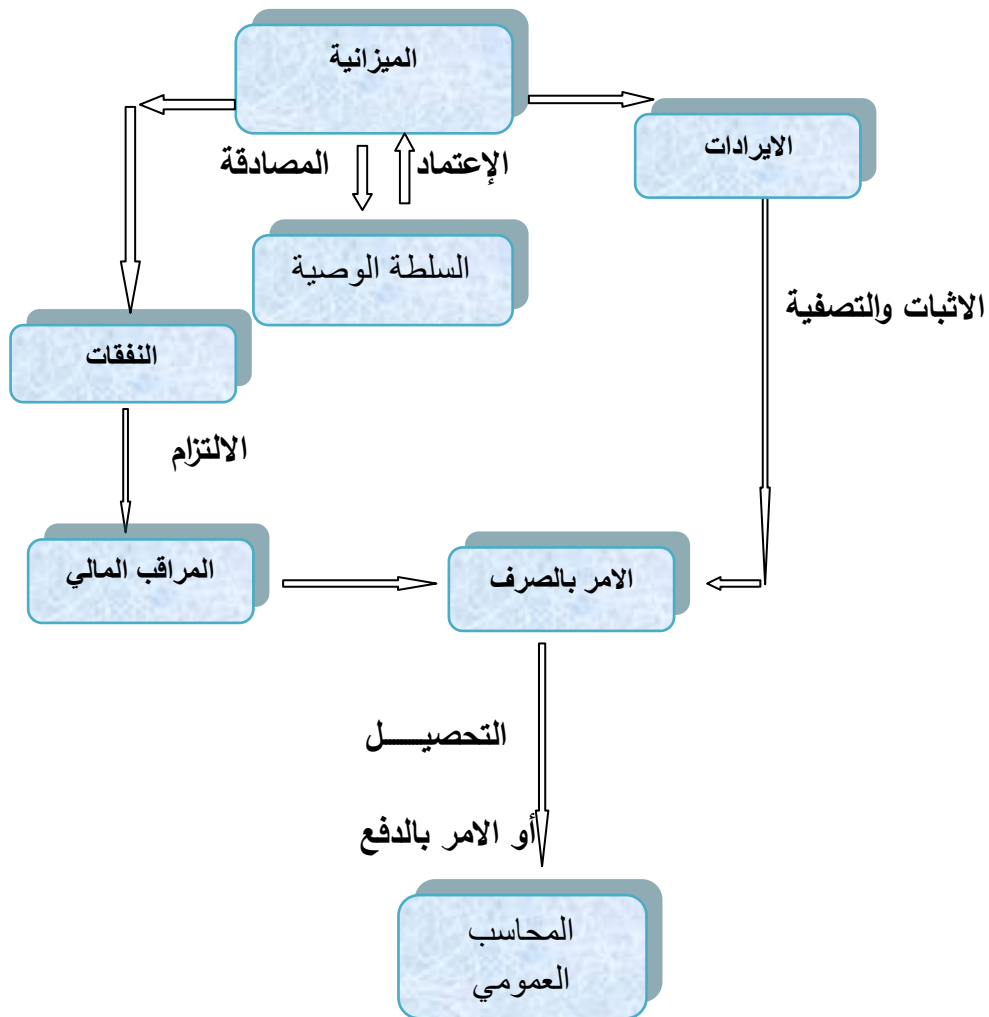 الميزانية
الايرادات
المصادقة
الإعتماد
السلطة الوصية
الاثبات والتصفية
النفقات
الالتزام
المراقب المالي
الامر بالصرف
التحصيــــــل
أو الامر بالدفع
المحاسب
العمومي